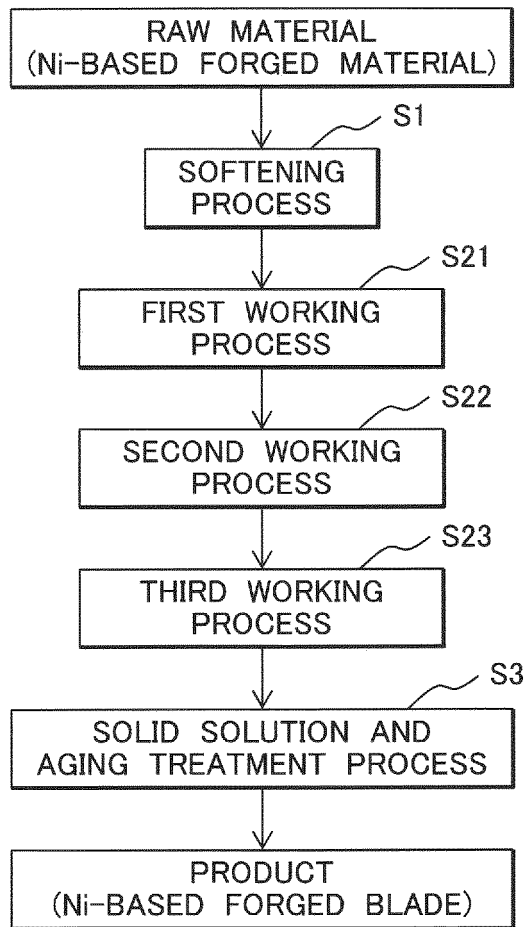 RAW MATERIAL
(Ni-BASED FORGED MATERIAL)
S1
SOFTENING
PROCESS
S21
FIRST WORKING
PROCESS
S22
SECOND WORKING
PROCESS
S23
THIRD WORKING
PROCESS
S3
SOLID SOLUTION AND
AGING TREATMENT PROCESS
PRODUCT
(Ni-BASED FORGED BLADE)